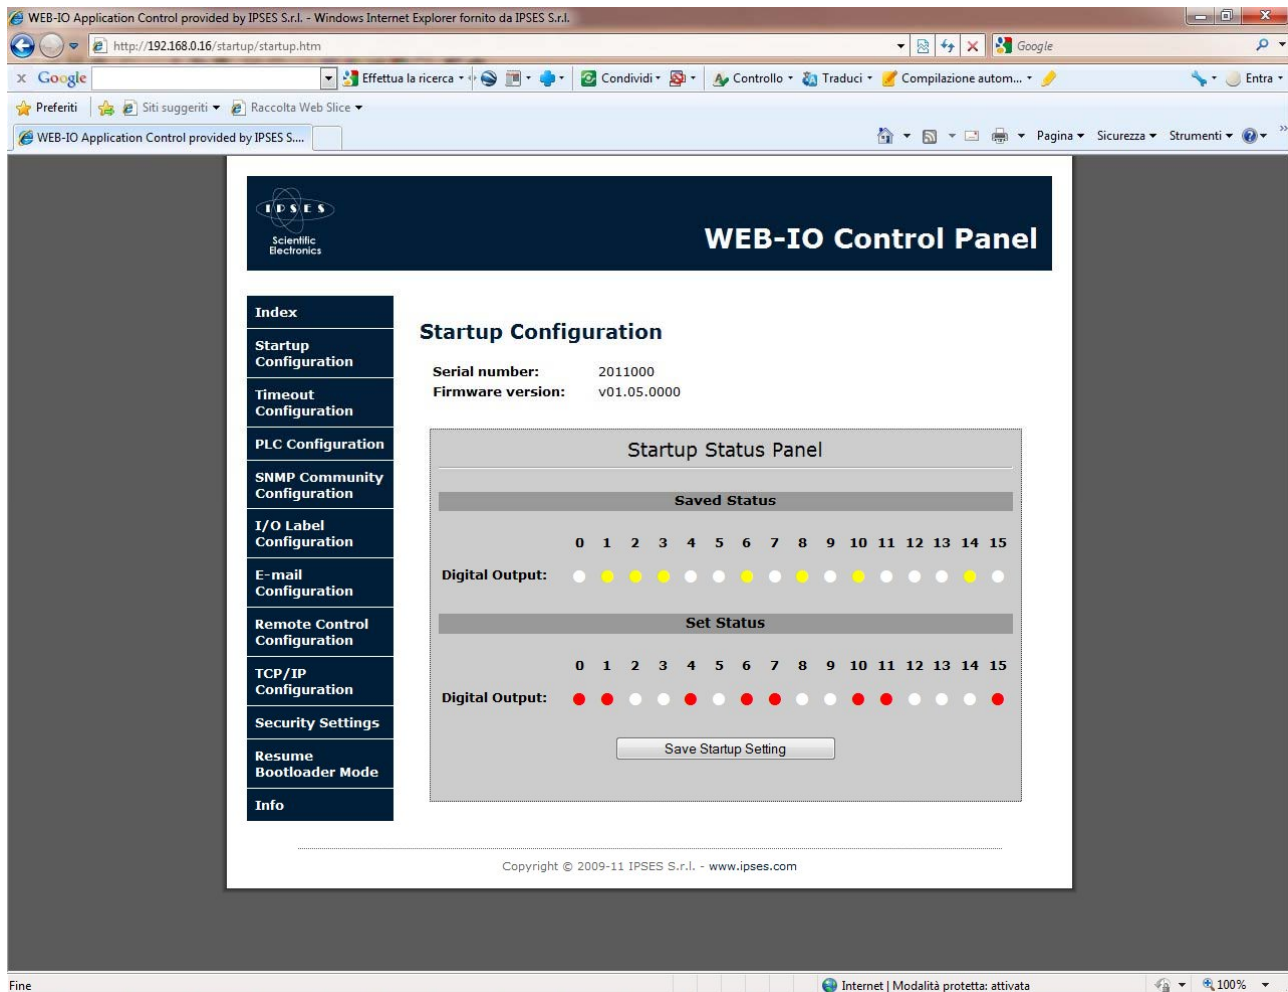 WEB-IO Application Control provided by IPSES S.r.l. - Windows Internet Explorer fornito da IPSES S.r.l.
http://192.168.0.16/startup/startup.htm
Google
x Google
Effettua la ricerca
Condividi
Controllo
Traduci
Compilazione autom...
Entra
Preferiti
Siti suggeriti
Raccolta Web Slice
WEB-IO Application Control provided by IPSES S....
Pagina
Sicurezza
Strumenti
IPSES
Scientific
Electronics
WEB-IO Control Panel
Index
Startup
Configuration
Timeout
Configuration
PLC Configuration
SNMP Community
Configuration
I/O Label
Configuration
E-mail
Configuration
Remote Control
Configuration
TCP/IP
Configuration
Security Settings
Resume
Bootloader Mode
Info
Startup Configuration
Serial number: 2011000
Firmware version: v01.05.0000
Startup Status Panel
Saved Status
0 1 2 3 4 5 6 7 8 9 10 11 12 13 14 15
Digital Output:
Set Status
0 1 2 3 4 5 6 7 8 9 10 11 12 13 14 15
Digital Output:
Save Startup Setting
Copyright © 2009-11 IPSES S.r.l. - www.ipses.com
Fine
Internet | Modalità protetta: attivata
100%